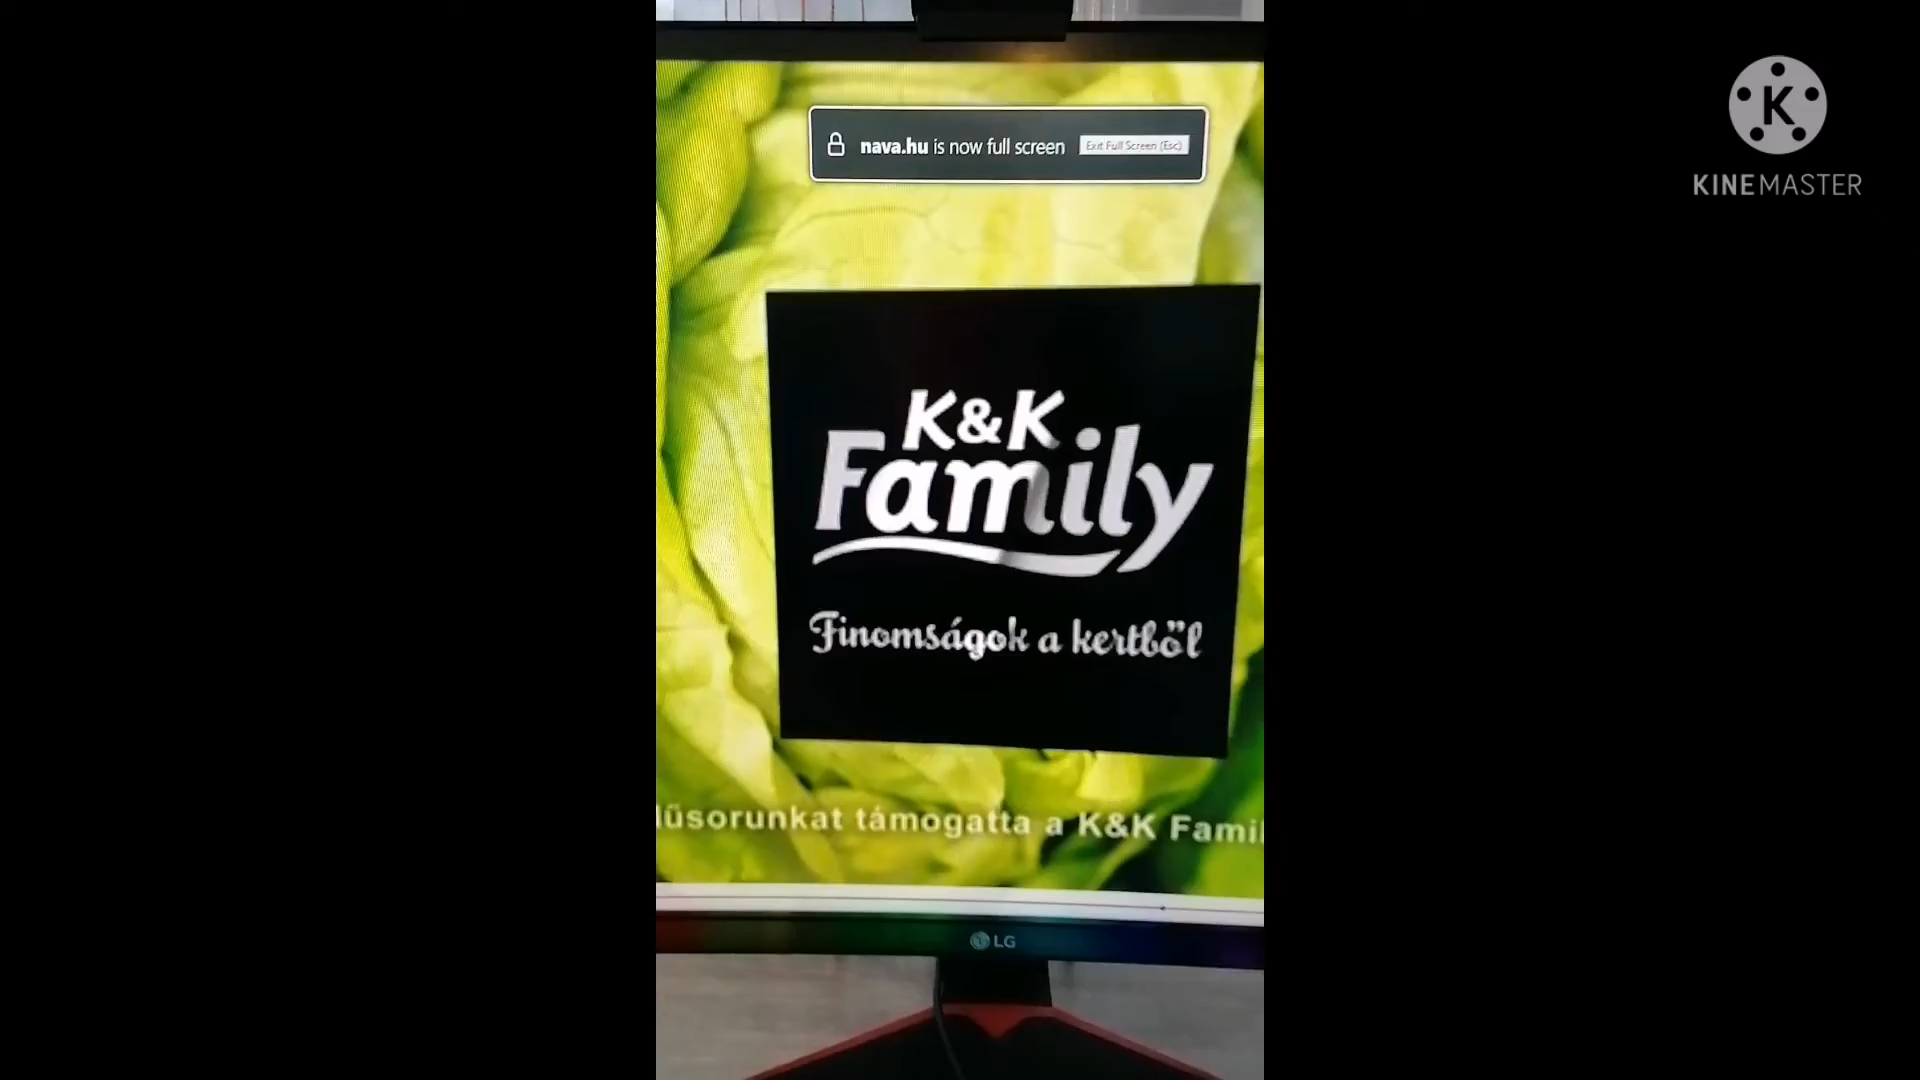 nava.hu is now full screen Exit Full Screen (Esc)
K
KINEMASTER
K&K
Family
Finomságok a kertből
űsorunkat támogatta a K&K Famil
LG